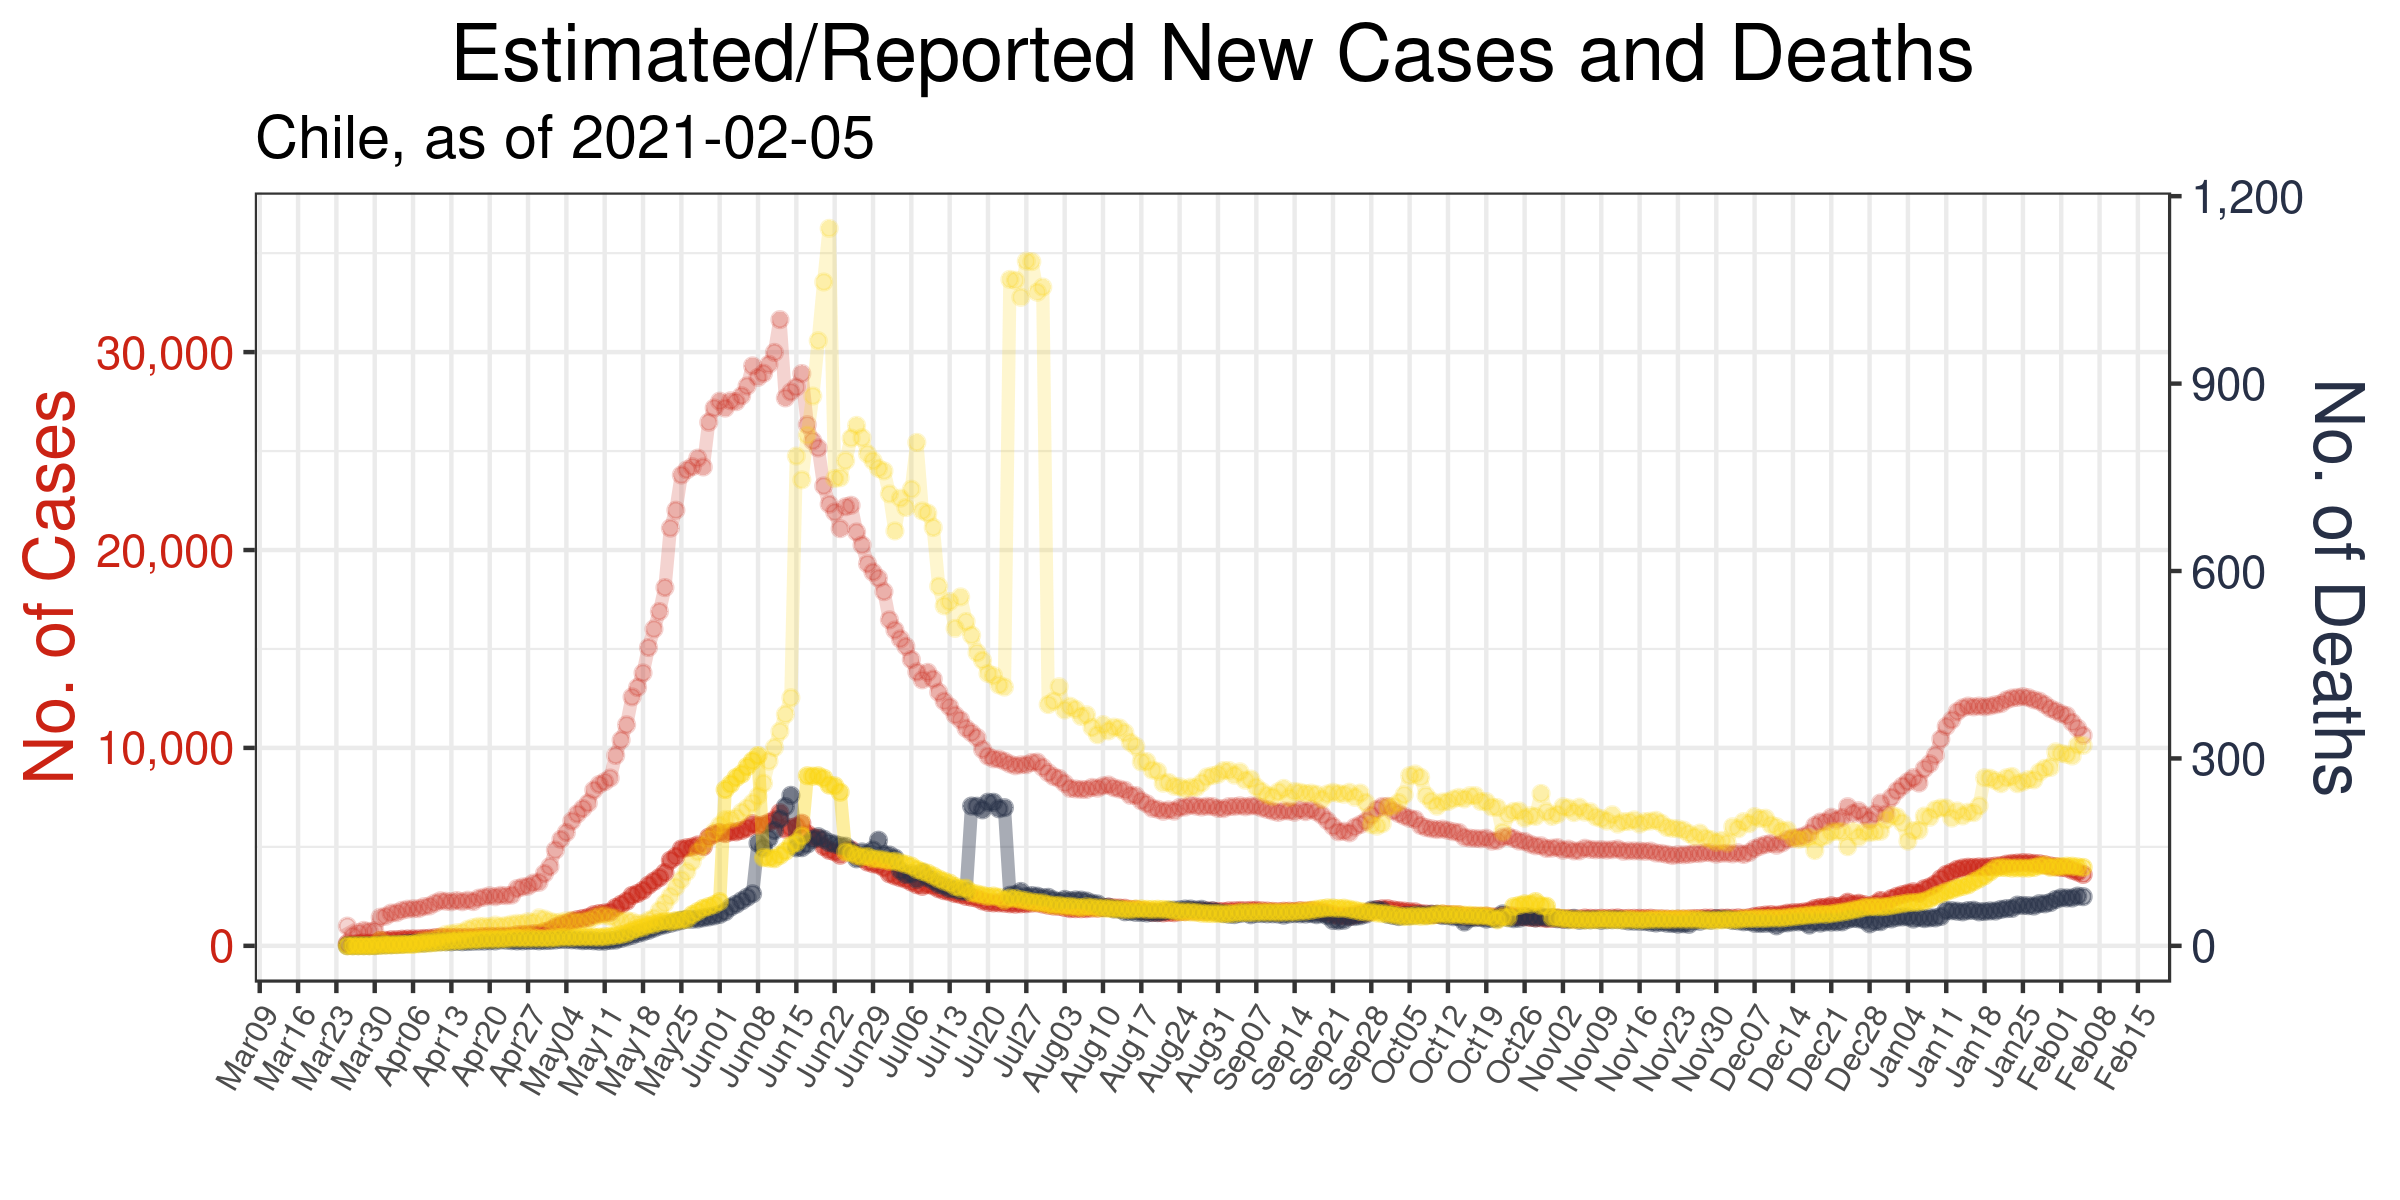 Estimated/Reported New Cases and Deaths
Chile, as of 2021-02-05
No. of Cases
30,000
20,000
10,000
0
1,200
900
600
300
0
No. of Deaths
Mar09 Mar16 Mar23 Mar30 Apr06 Apr13 Apr20 Apr27 May04 May11 May18 May25 Jun01 Jun08 Jun15 Jun22 Jun29 Jul06 Jul13 Jul20 Jul27 Aug03 Aug10 Aug17 Aug24 Aug31 Sep07 Sep14 Sep21 Sep28 Oct05 Oct12 Oct19 Oct26 Nov02 Nov09 Nov16 Nov23 Nov30 Dec07 Dec14 Dec21 Dec28 Jan04 Jan11 Jan18 Jan25 Feb01 Feb08 Feb15